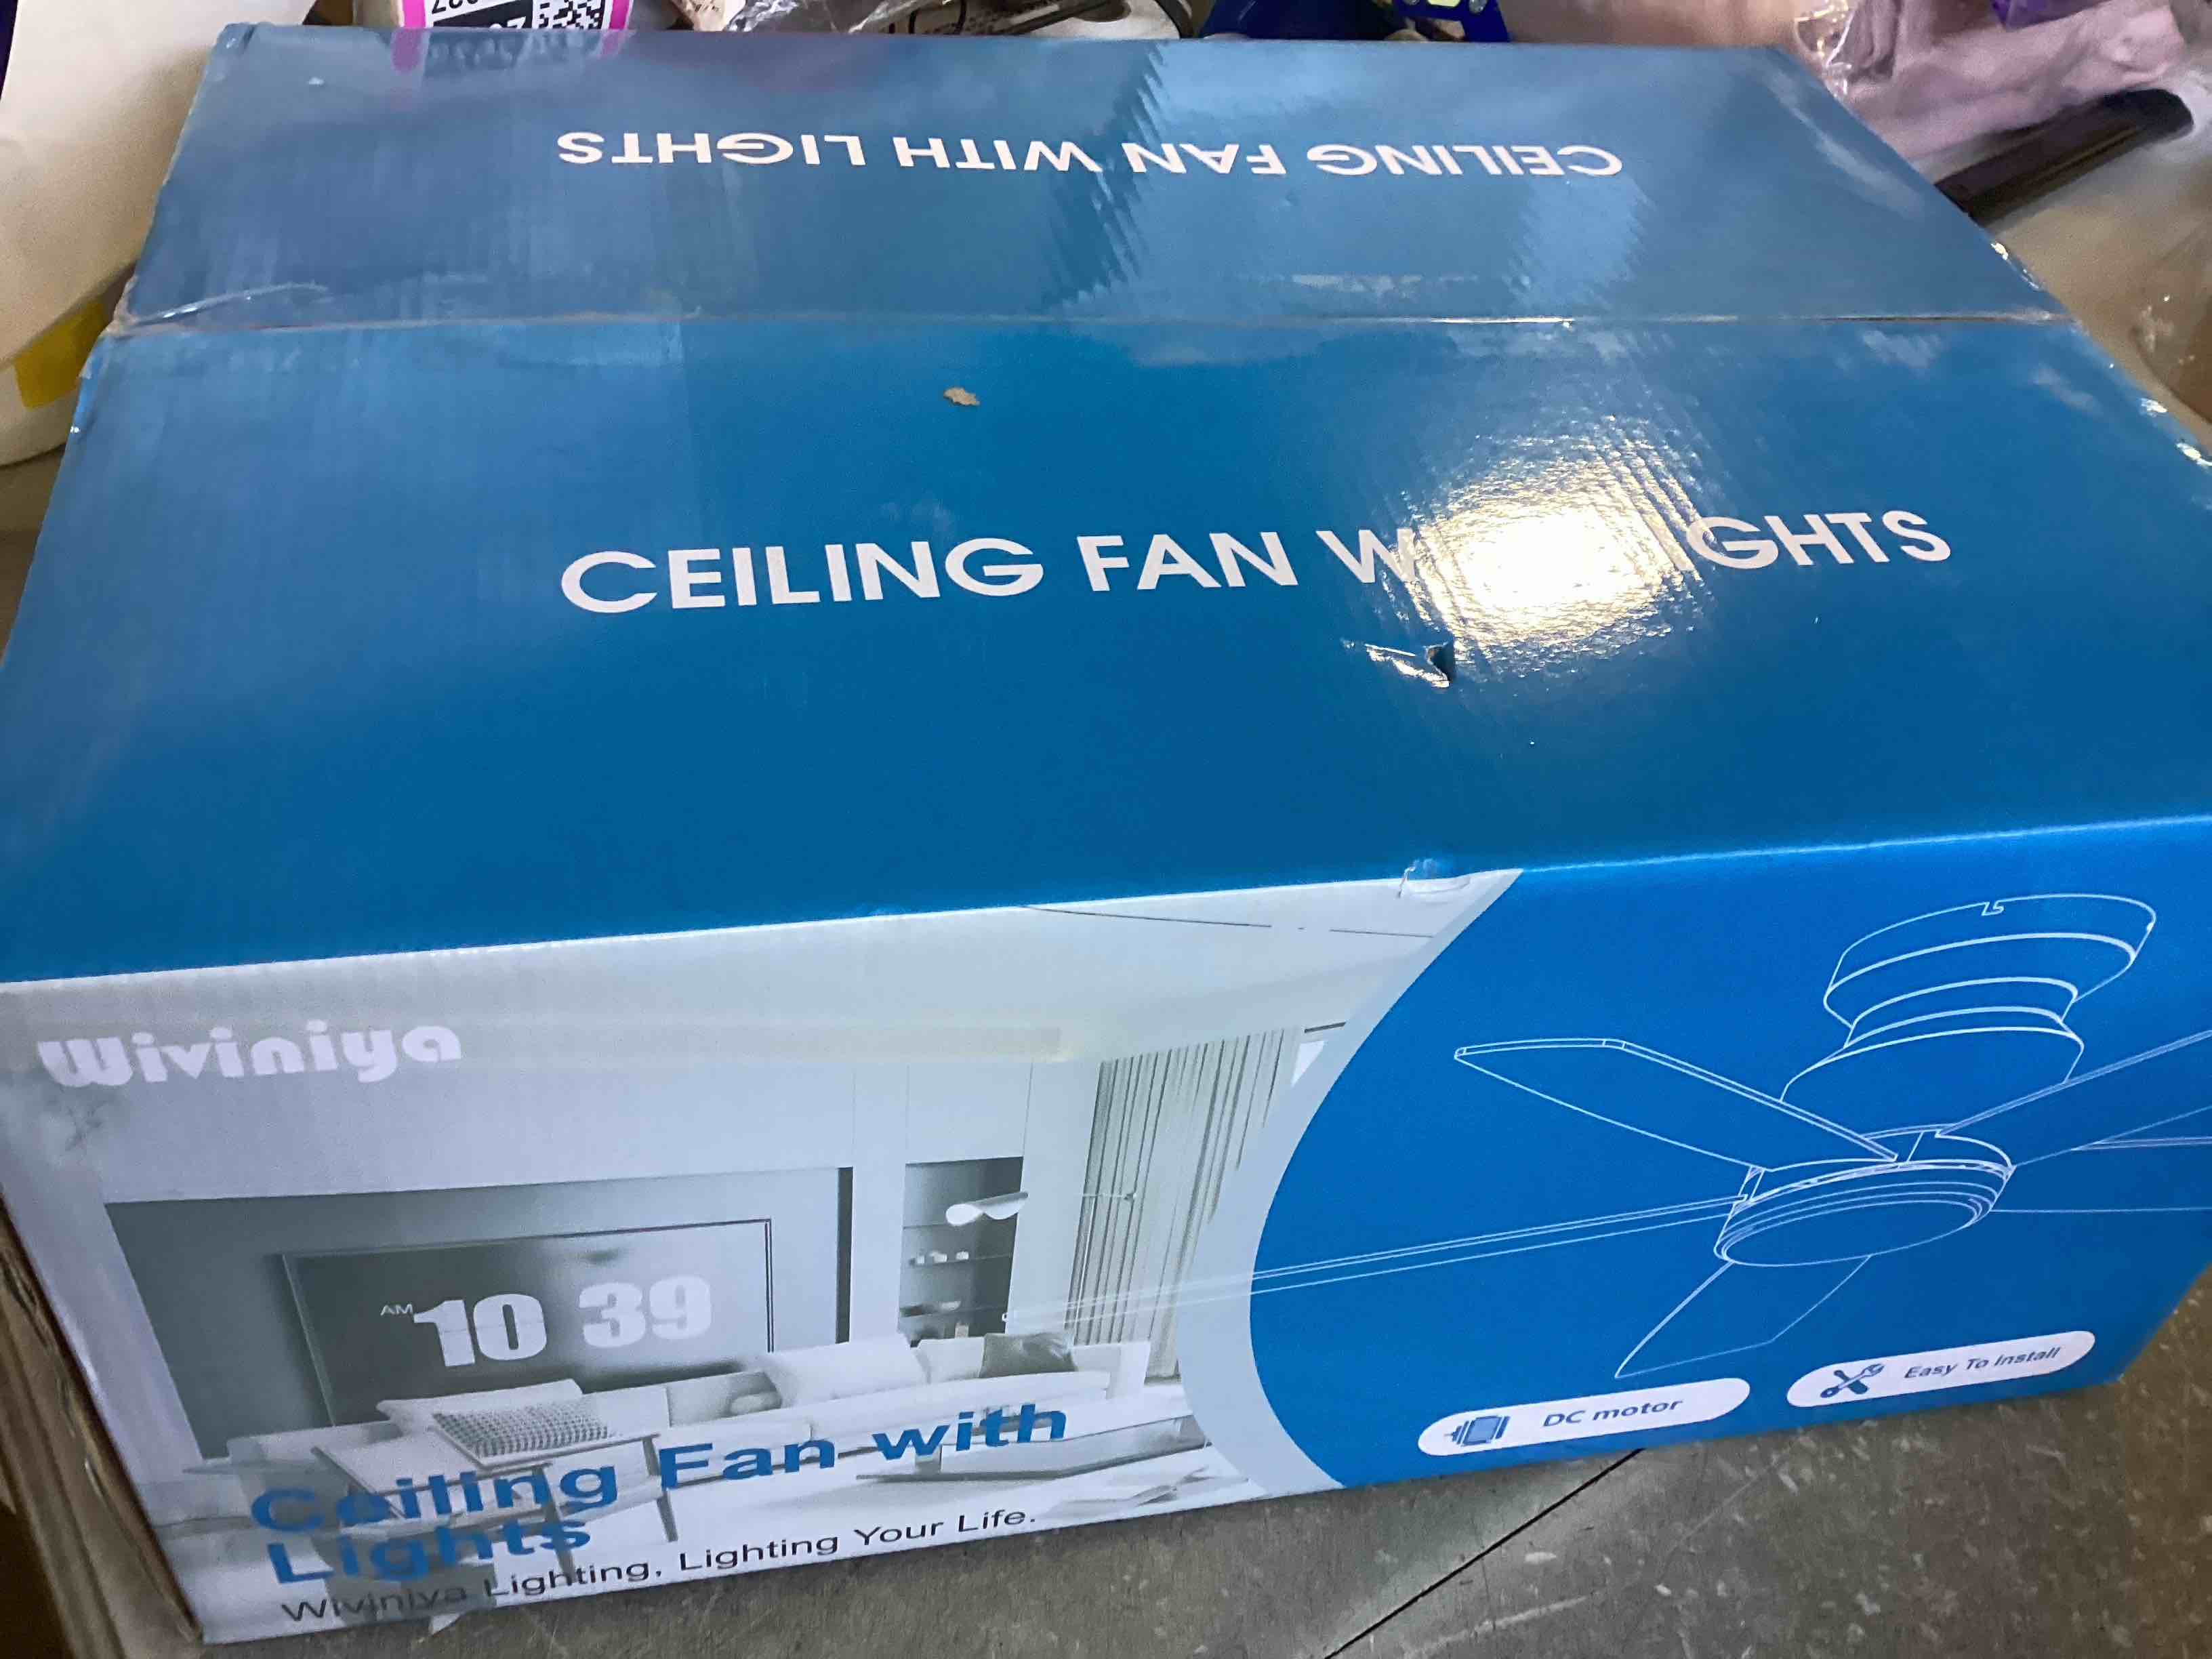 CEILING FAN WITH LIGHTS
CEILING FAN W GHTS
Wiviniya
AM 10 39
Ceiling Fan with
Lights
Wiviniya Lighting, Lighting Your Life.
DC motor
Easy To Install